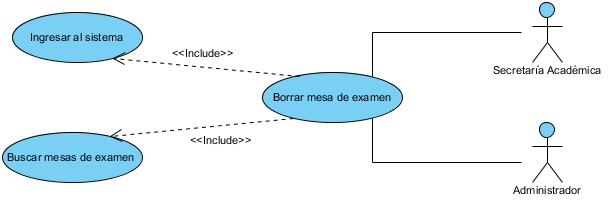 Ingresar al sistema
<<Include>>
Secretaría Académica
Borrar mesa de examen
<<Include>>
Buscar mesas de examen
Administrador